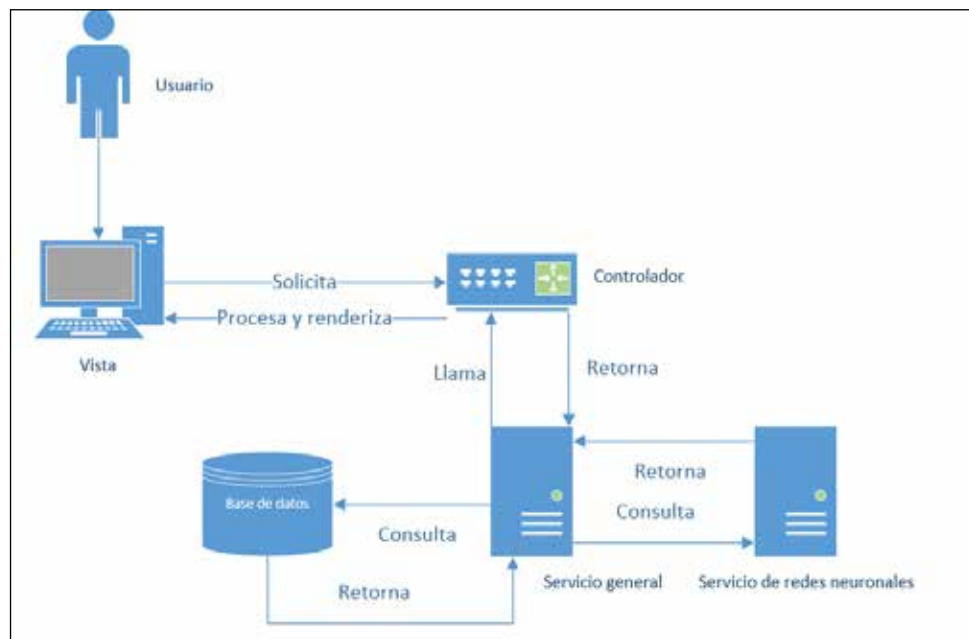 Usuario
Solicita
Controlador
Procesa y renderiza
Vista
Llama
Retorna
Retorna
Base de datos
Consulta
Consulta
Servicio general
Servicio de redes neuronales
Retorna